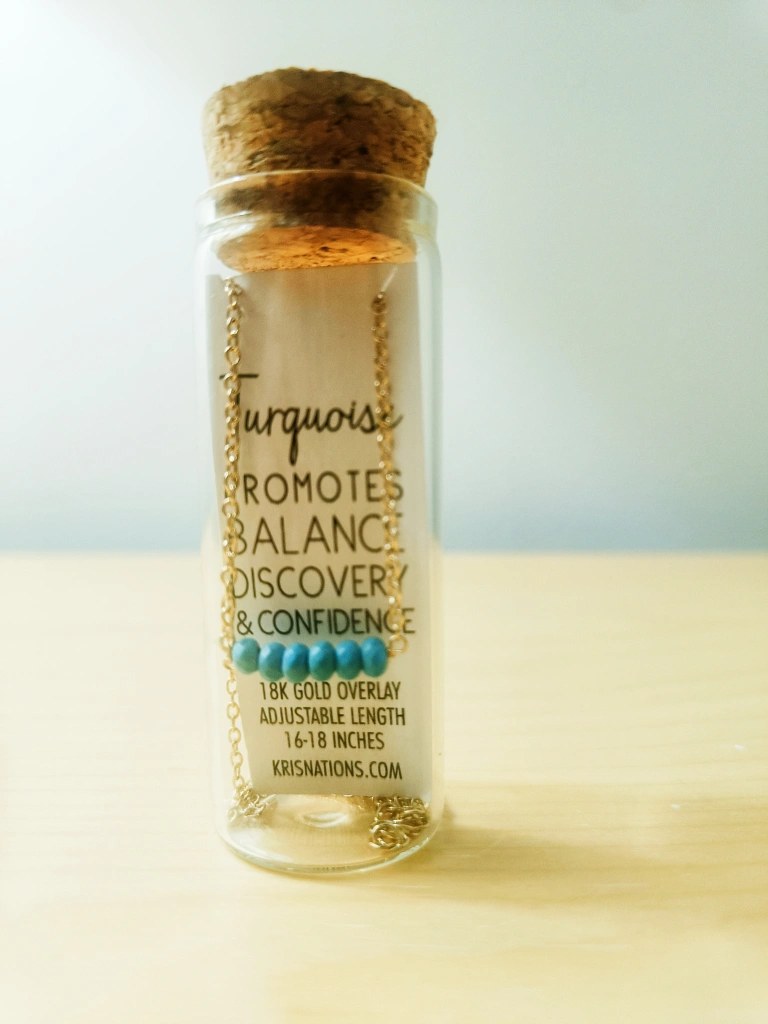 Turquoise
PROMOTES
BALANCE
DISCOVERY
& CONFIDENCE
18K GOLD OVERLAY
ADJUSTABLE LENGTH
16-18 INCHES
KRISNATIONS.COM